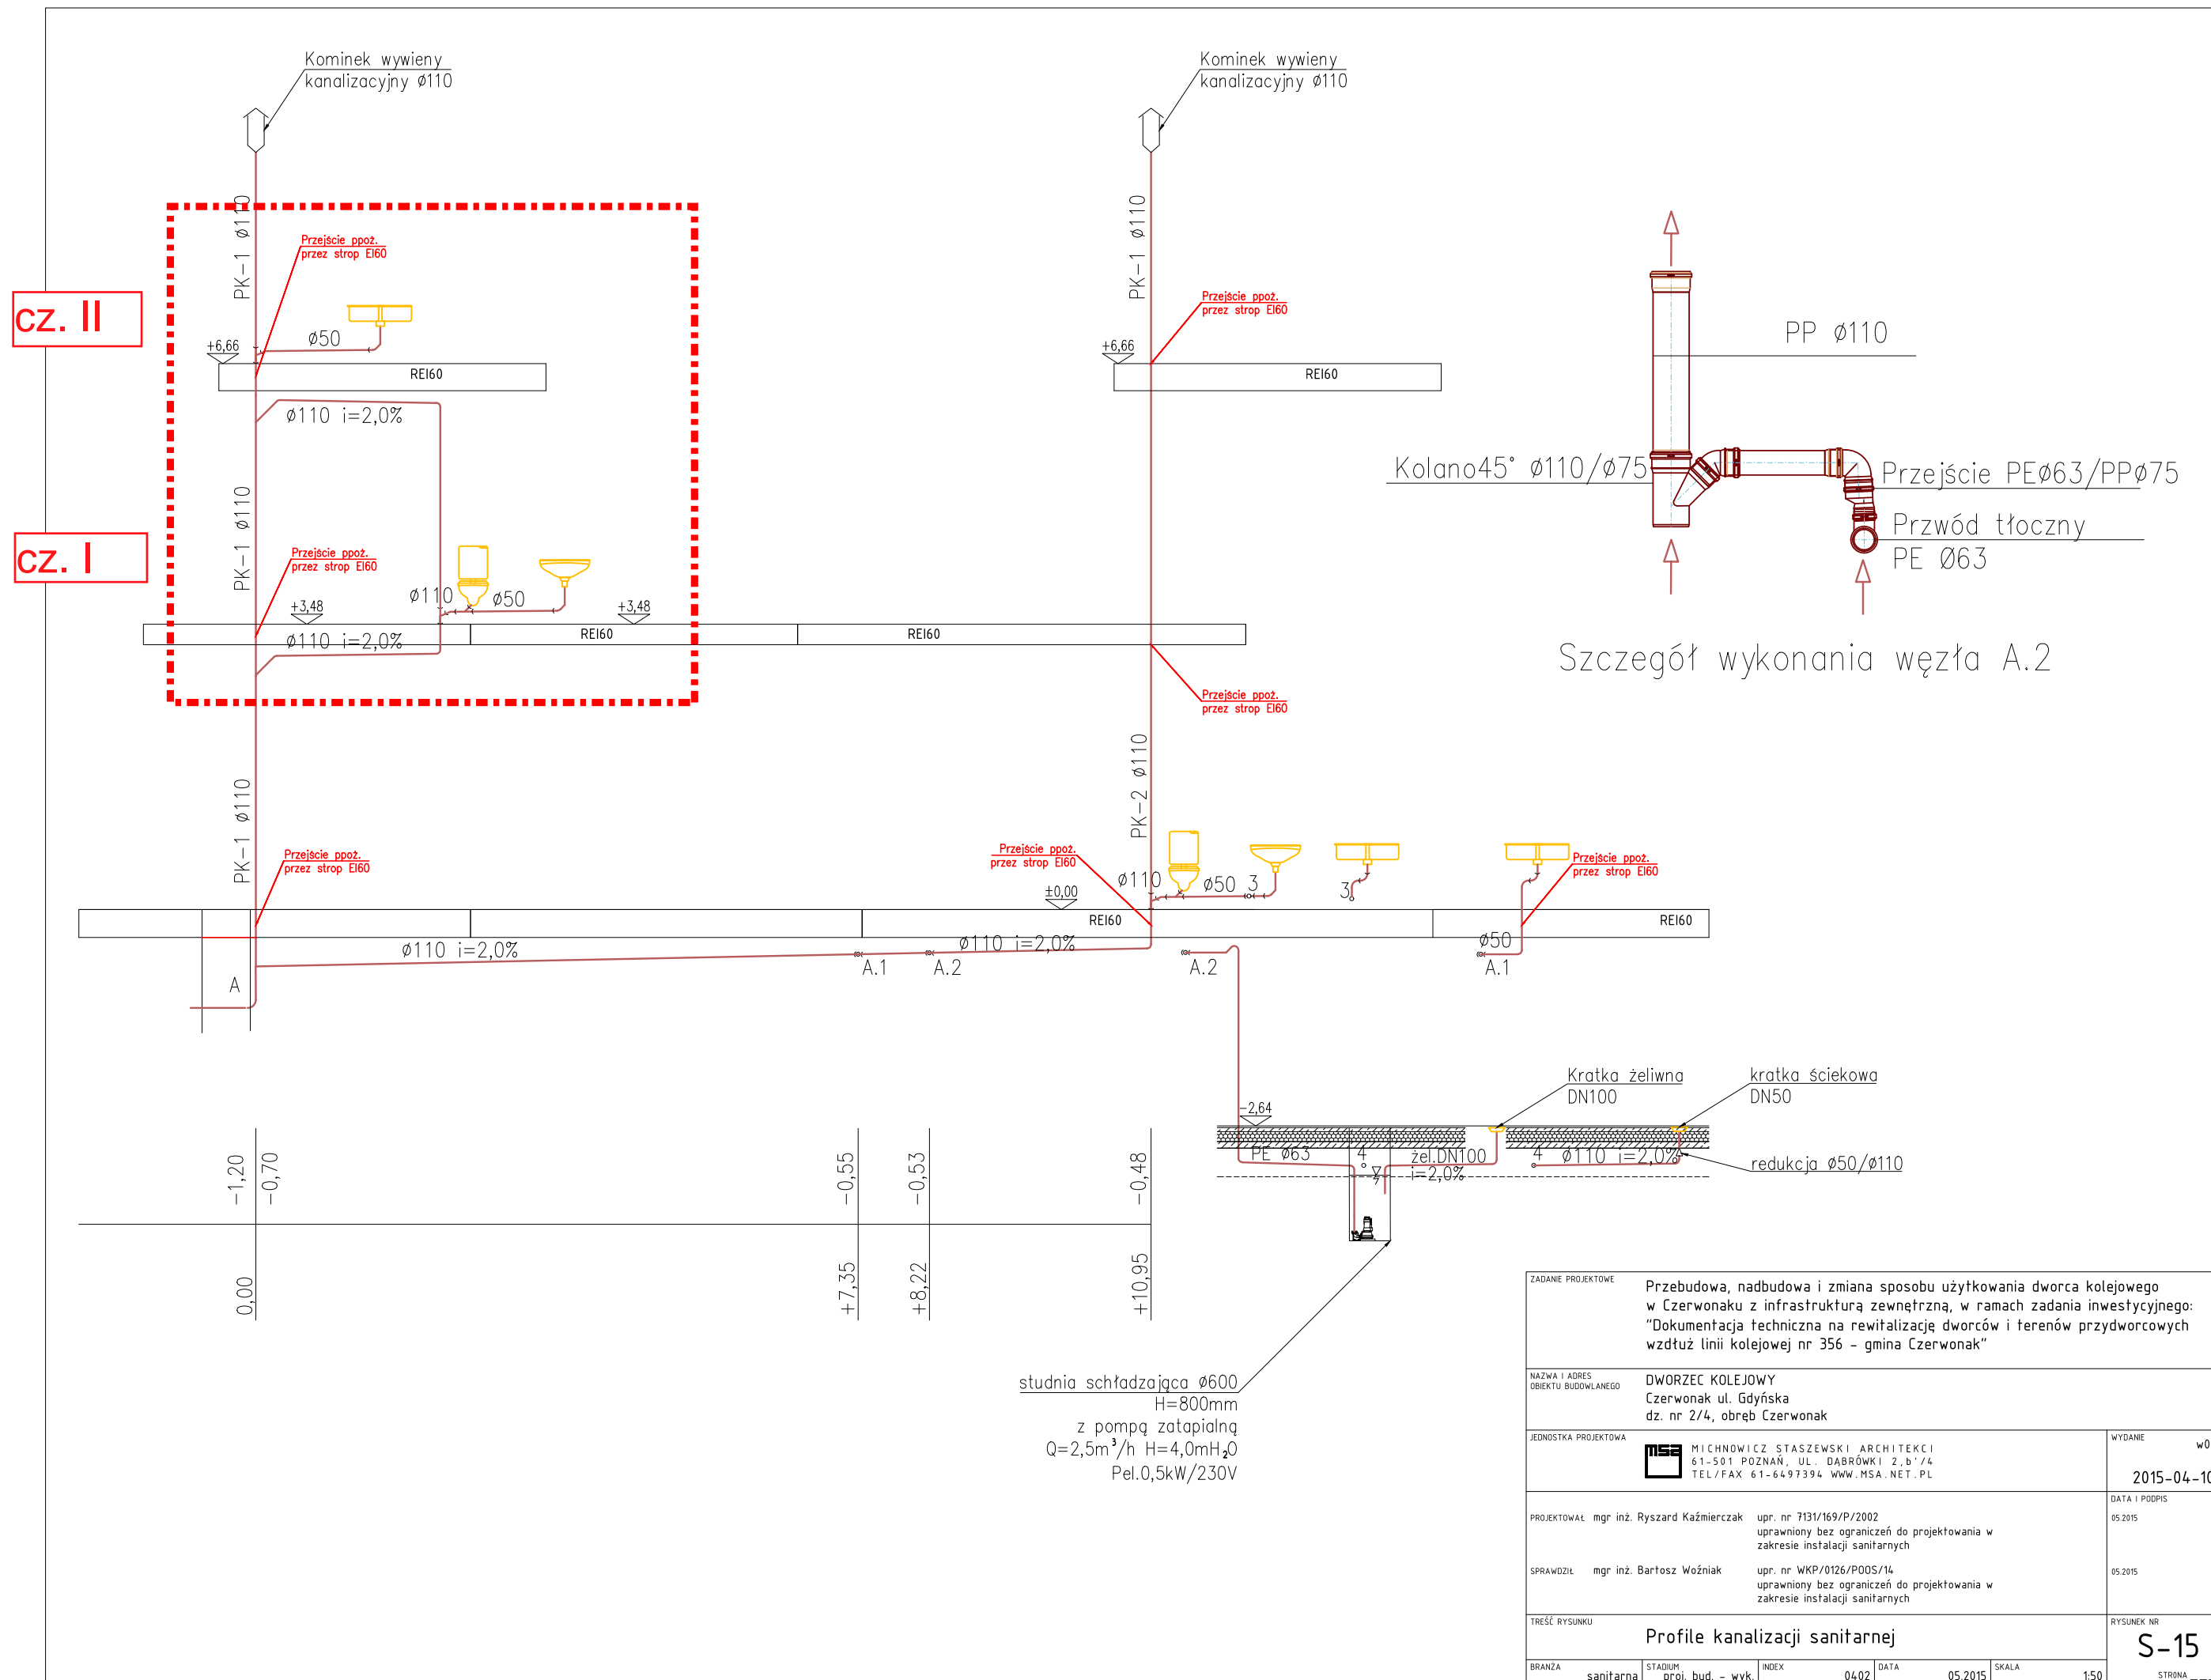 Kominek wywieny
kanalizacyjny ø110
Kominek wywieny
kanalizacyjny ø110
PK-1 ø110
PK-1 ø110
Przejście ppoż.
przez strop EI60
Przejście ppoż.
przez strop EI60
cz. II
ø50
+6,66
REI60
+6,66
REI60
ø110 i=2,0%
PP ø110
Kolano45° ø110/ø75
Przejście PEø63/PPø75
Przwód tłoczny
PE Ø63
Szczegół wykonania węzła A.2
cz. I
PK-1 ø110
Przejście ppoż.
przez strop EI60
ø110
ø50
+3,48
+3,48
ø110 i=2,0%
REI60
REI60
Przejście ppoż.
przez strop EI60
PK-1 ø110
PK-2 ø110
Przejście ppoż.
przez strop EI60
Przejście ppoż.
przez strop EI60
Przejście ppoż.
przez strop EI60
ø110
ø50
3
3
±0,00
REI60
REI60
ø110 i=2,0%
ø110 i=2,0%
ø50
A.1
A.2
A.2
A.1
A
Kratka żeliwna
DN100
kratka ściekowa
DN50
-2,64
PE Ø63
4
żel.DN100
i=2,0%
4
ø110 i=2,0%
redukcja ø50/ø110
-1,20
-0,70
-0,55
-0,53
-0,48
0,00
+7,35
+8,22
+10,95
studnia schładzająca ø600
H=800mm
z pompą zatapialną
Q=2,5m³/h H=4,0mH₂O
Pel.0,5kW/230V
ZADANIE PROJEKTOWE
Przebudowa, nadbudowa i zmiana sposobu użytkowania dworca kolejowego
w Czerwonaku z infrastrukturą zewnętrzną, w ramach zadania inwestycyjnego:
"Dokumentacja techniczna na rewitalizację dworców i terenów przydworcowych
wzdłuż linii kolejowej nr 356 - gmina Czerwonak"
NAZWA I ADRES
OBIEKTU BUDOWLANEGO
DWORZEC KOLEJOWY
Czerwonak ul. Gdyńska
dz. nr 2/4, obręb Czerwonak
JEDNOSTKA PROJEKTOWA
msa
MICHNOWICZ STASZEWSKI ARCHITEKCI
61-501 POZNAŃ, UL. DĄBRÓWKI 2,b'/4
TEL/FAX 61-6497394 WWW.MSA.NET.PL
WYDANIE
2015-04-10
DATA I PODPIS
PROJEKTOWAŁ mgr inż. Ryszard Kaźmierczak upr. nr 7131/169/P/2002
uprawniony bez ograniczeń do projektowania w
zakresie instalacji sanitarnych
05.2015
SPRAWDZIŁ mgr inż. Bartosz Woźniak upr. nr WKP/0126/POOS/14
uprawniony bez ograniczeń do projektowania w
zakresie instalacji sanitarnych
05.2015
TREŚĆ RYSUNKU
Profile kanalizacji sanitarnej
RYSUNEK NR
S-15
BRANŻA sanitarna
STADIUM proj. bud. - wyk.
INDEX 0402
DATA 05.2015
SKALA 1:50
STRONA